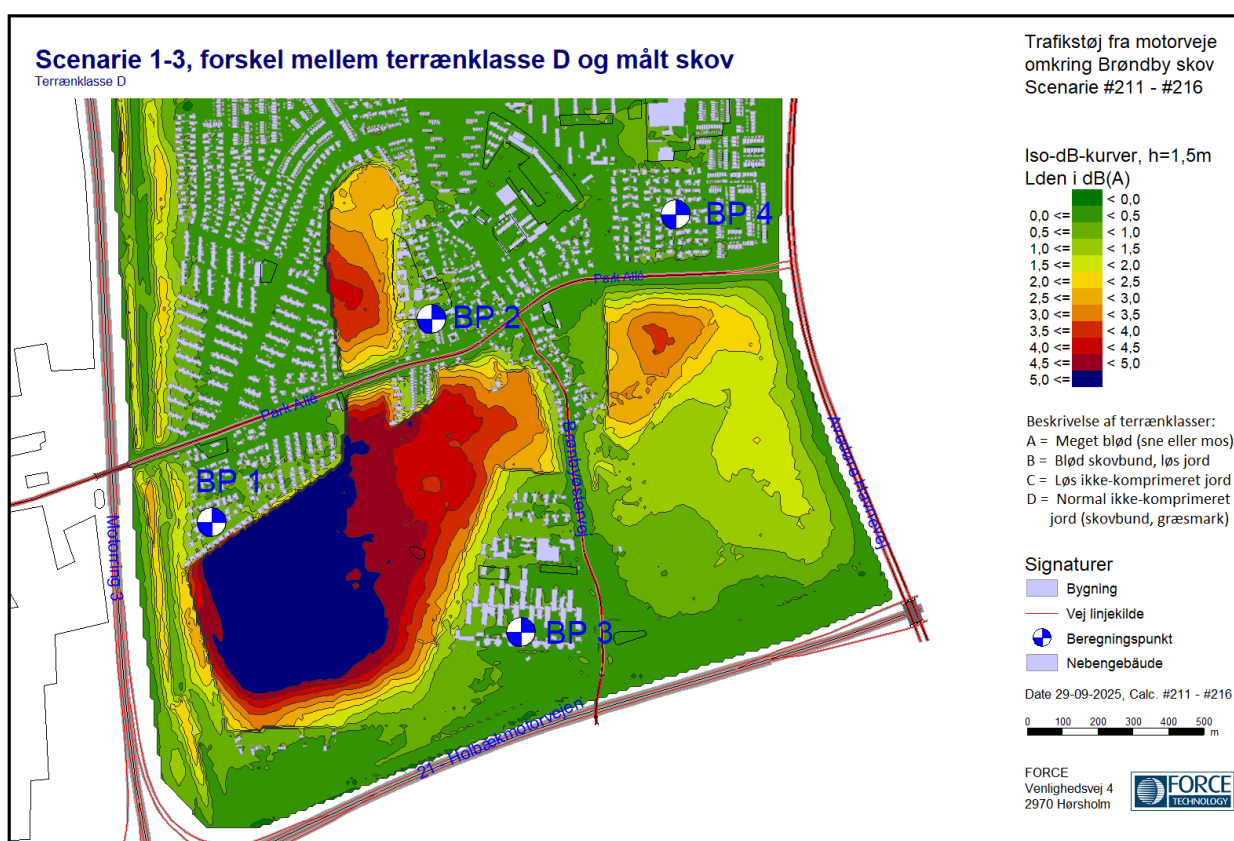 Scenarie 1-3, forskel mellem terrænklasse D og målt skov
Terrænklasse D
Trafikstøj fra motorveje
omkring Brøndby skov
Scenarie #211 - #216
Iso-dB-kurver, h=1,5m
Lden i dB(A)
< 0,0
0,0 <= < 0,5
0,5 <= < 1,0
1,0 <= < 1,5
1,5 <= < 2,0
2,0 <= < 2,5
2,5 <= < 3,0
3,0 <= < 3,5
3,5 <= < 4,0
4,0 <= < 4,5
4,5 <= < 5,0
5,0 <=
Beskrivelse af terrænklasser:
A = Meget blød (sne eller mos)
B = Blød skovbund, løs jord
C = Løs ikke-komprimeret jord
D = Normal ikke-komprimeret
jord (skovbund, græsmark)
Signaturer
Bygning
Vej linjekilde
Beregningspunkt
Nebengebäude
Date 29-09-2025, Calc. #211 - #216
0 100 200 300 400 500
m
FORCE
Venlighedsvej 4
2970 Hørsholm
FORCE
TECHNOLOGY
BP 4
Park Allé
BP 2
Park Allé
BP 1
Motorring 3
Brøndbyøstervej
Avedøre Havnevej
BP 3
21 - Holbækmotorvejen